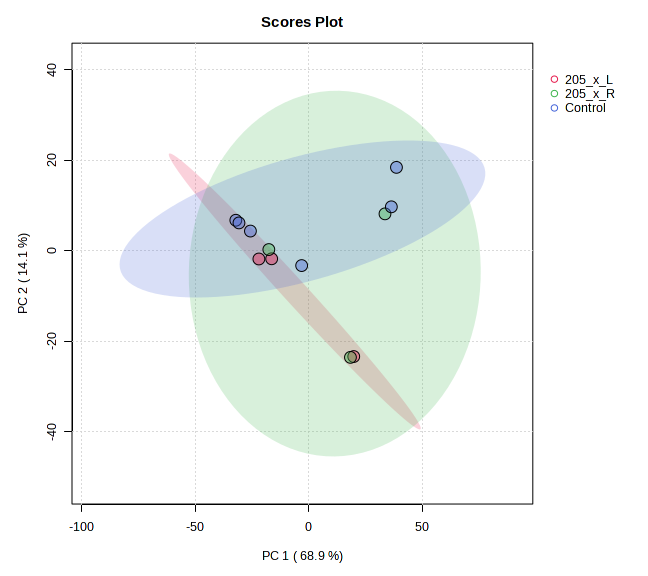 Scores Plot
205_x_L
205_x_R
Control
40
20
0
-20
-40
PC 2 ( 14.1 %)
-100
-50
0
50
PC 1 ( 68.9 %)